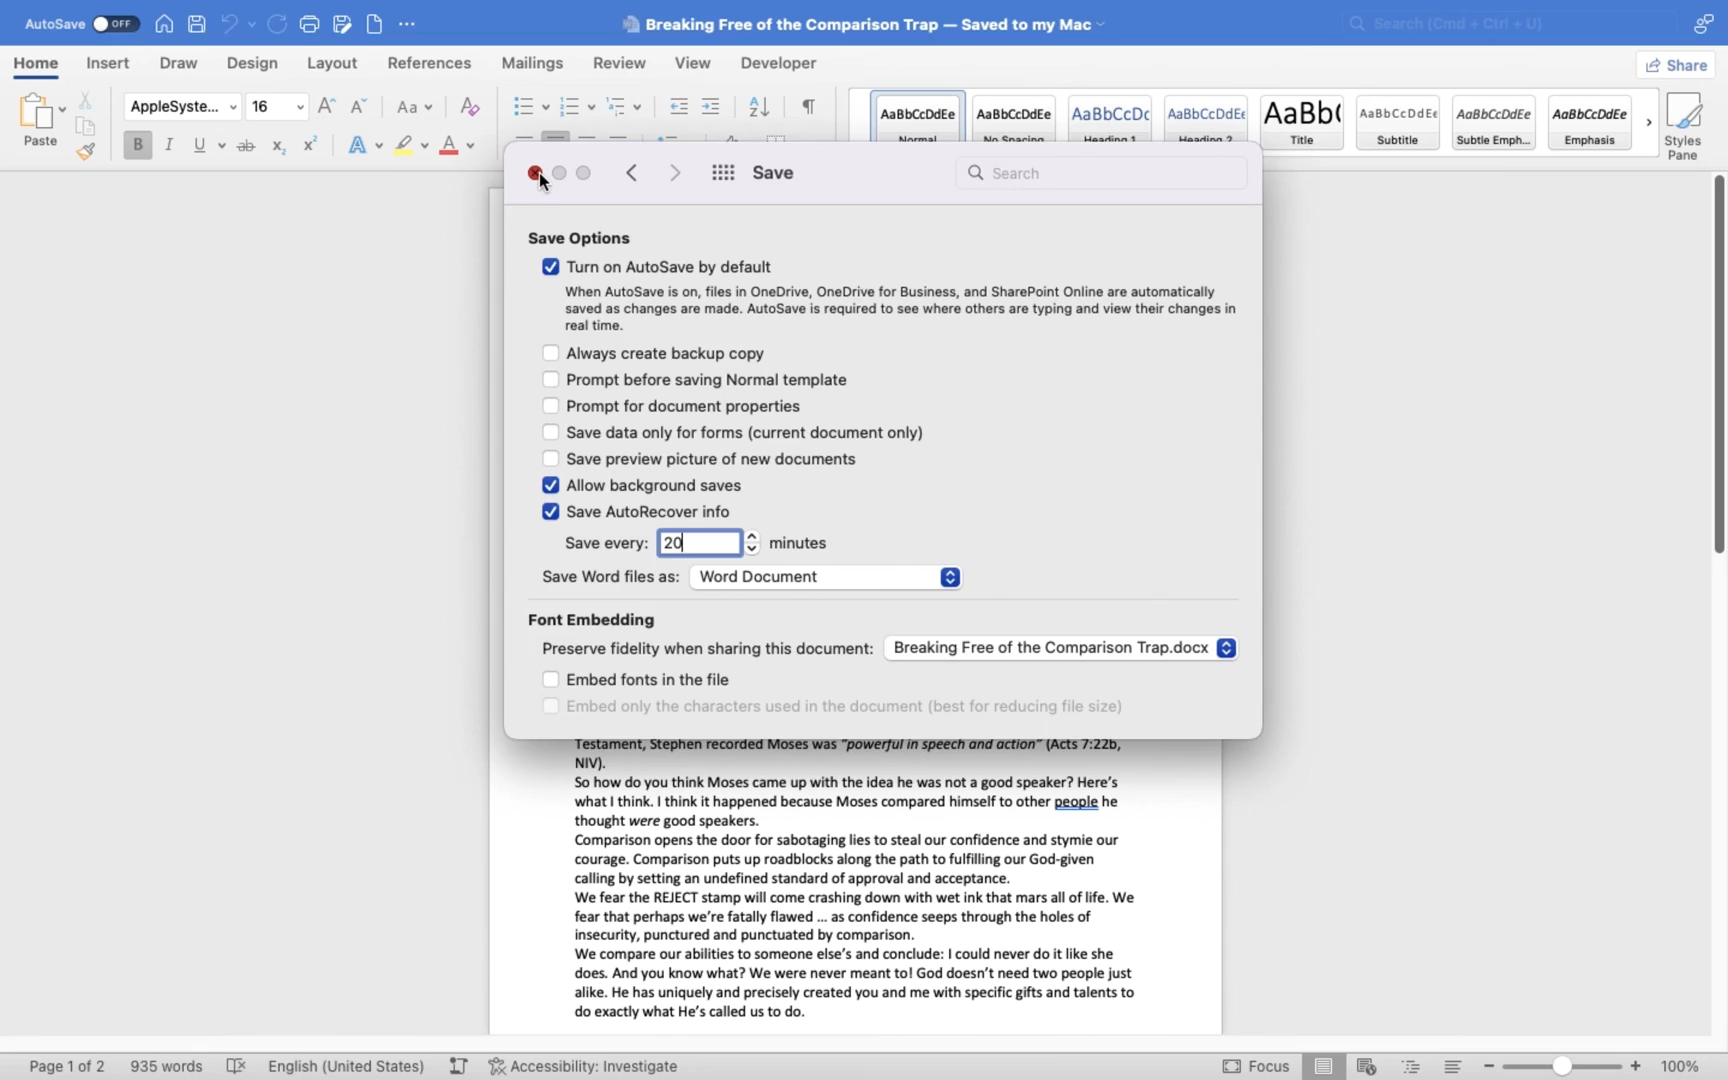 AutoSave OFF
Breaking Free of the Comparison Trap — Saved to my Mac
Search (Cmd + Ctrl + U)
Home Insert Draw Design Layout References Mailings Review View Developer
Share
AppleSyste... 16 Aa
Paste
B I U ab x₂ x² A A
AaBbCcDdEe AaBbCcDdEe AaBbCcDc AaBbCcDdEe AaBb( AaBbCcDdEe AaBbCcDdEe AaBbCcDdEe
Normal No Spacing Heading 1 Heading 2 Title Subtitle Subtle Emph... Emphasis
Styles
Pane
Save
Search
Save Options
Turn on AutoSave by default
When AutoSave is on, files in OneDrive, OneDrive for Business, and SharePoint Online are automatically
saved as changes are made. AutoSave is required to see where others are typing and view their changes in
real time.
Always create backup copy
Prompt before saving Normal template
Prompt for document properties
Save data only for forms (current document only)
Save preview picture of new documents
Allow background saves
Save AutoRecover info
Save every: 20 minutes
Save Word files as: Word Document
Font Embedding
Preserve fidelity when sharing this document: Breaking Free of the Comparison Trap.docx
Embed fonts in the file
Embed only the characters used in the document (best for reducing file size)
Testament, Stephen recorded Moses was “powerful in speech and action” (Acts 7:22b,
NIV).
So how do you think Moses came up with the idea he was not a good speaker? Here’s
what I think. I think it happened because Moses compared himself to other people he
thought were good speakers.
Comparison opens the door for sabotaging lies to steal our confidence and stymie our
courage. Comparison puts up roadblocks along the path to fulfilling our God-given
calling by setting an undefined standard of approval and acceptance.
We fear the REJECT stamp will come crashing down with wet ink that mars all of life. We
fear that perhaps we’re fatally flawed ... as confidence seeps through the holes of
insecurity, punctured and punctuated by comparison.
We compare our abilities to someone else’s and conclude: I could never do it like she
does. And you know what? We were never meant to! God doesn’t need two people just
alike. He has uniquely and precisely created you and me with specific gifts and talents to
do exactly what He’s called us to do.
Page 1 of 2 935 words English (United States) Accessibility: Investigate Focus 100%